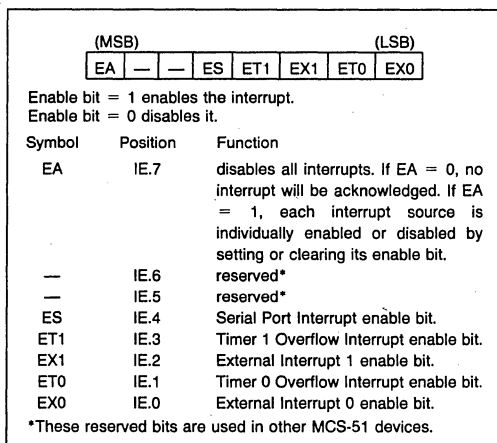 (MSB) (LSB)
EA — — ES ET1 EX1 ET0 EX0
Enable bit = 1 enables the interrupt.
Enable bit = 0 disables it.
Symbol Position Function
EA IE.7 disables all interrupts. If EA = 0, no
interrupt will be acknowledged. If EA
= 1, each interrupt source is
individually enabled or disabled by
setting or clearing its enable bit.
— IE.6 reserved*
— IE.5 reserved*
ES IE.4 Serial Port Interrupt enable bit.
ET1 IE.3 Timer 1 Overflow Interrupt enable bit.
EX1 IE.2 External Interrupt 1 enable bit.
ET0 IE.1 Timer 0 Overflow Interrupt enable bit.
EX0 IE.0 External Interrupt 0 enable bit.
*These reserved bits are used in other MCS-51 devices.